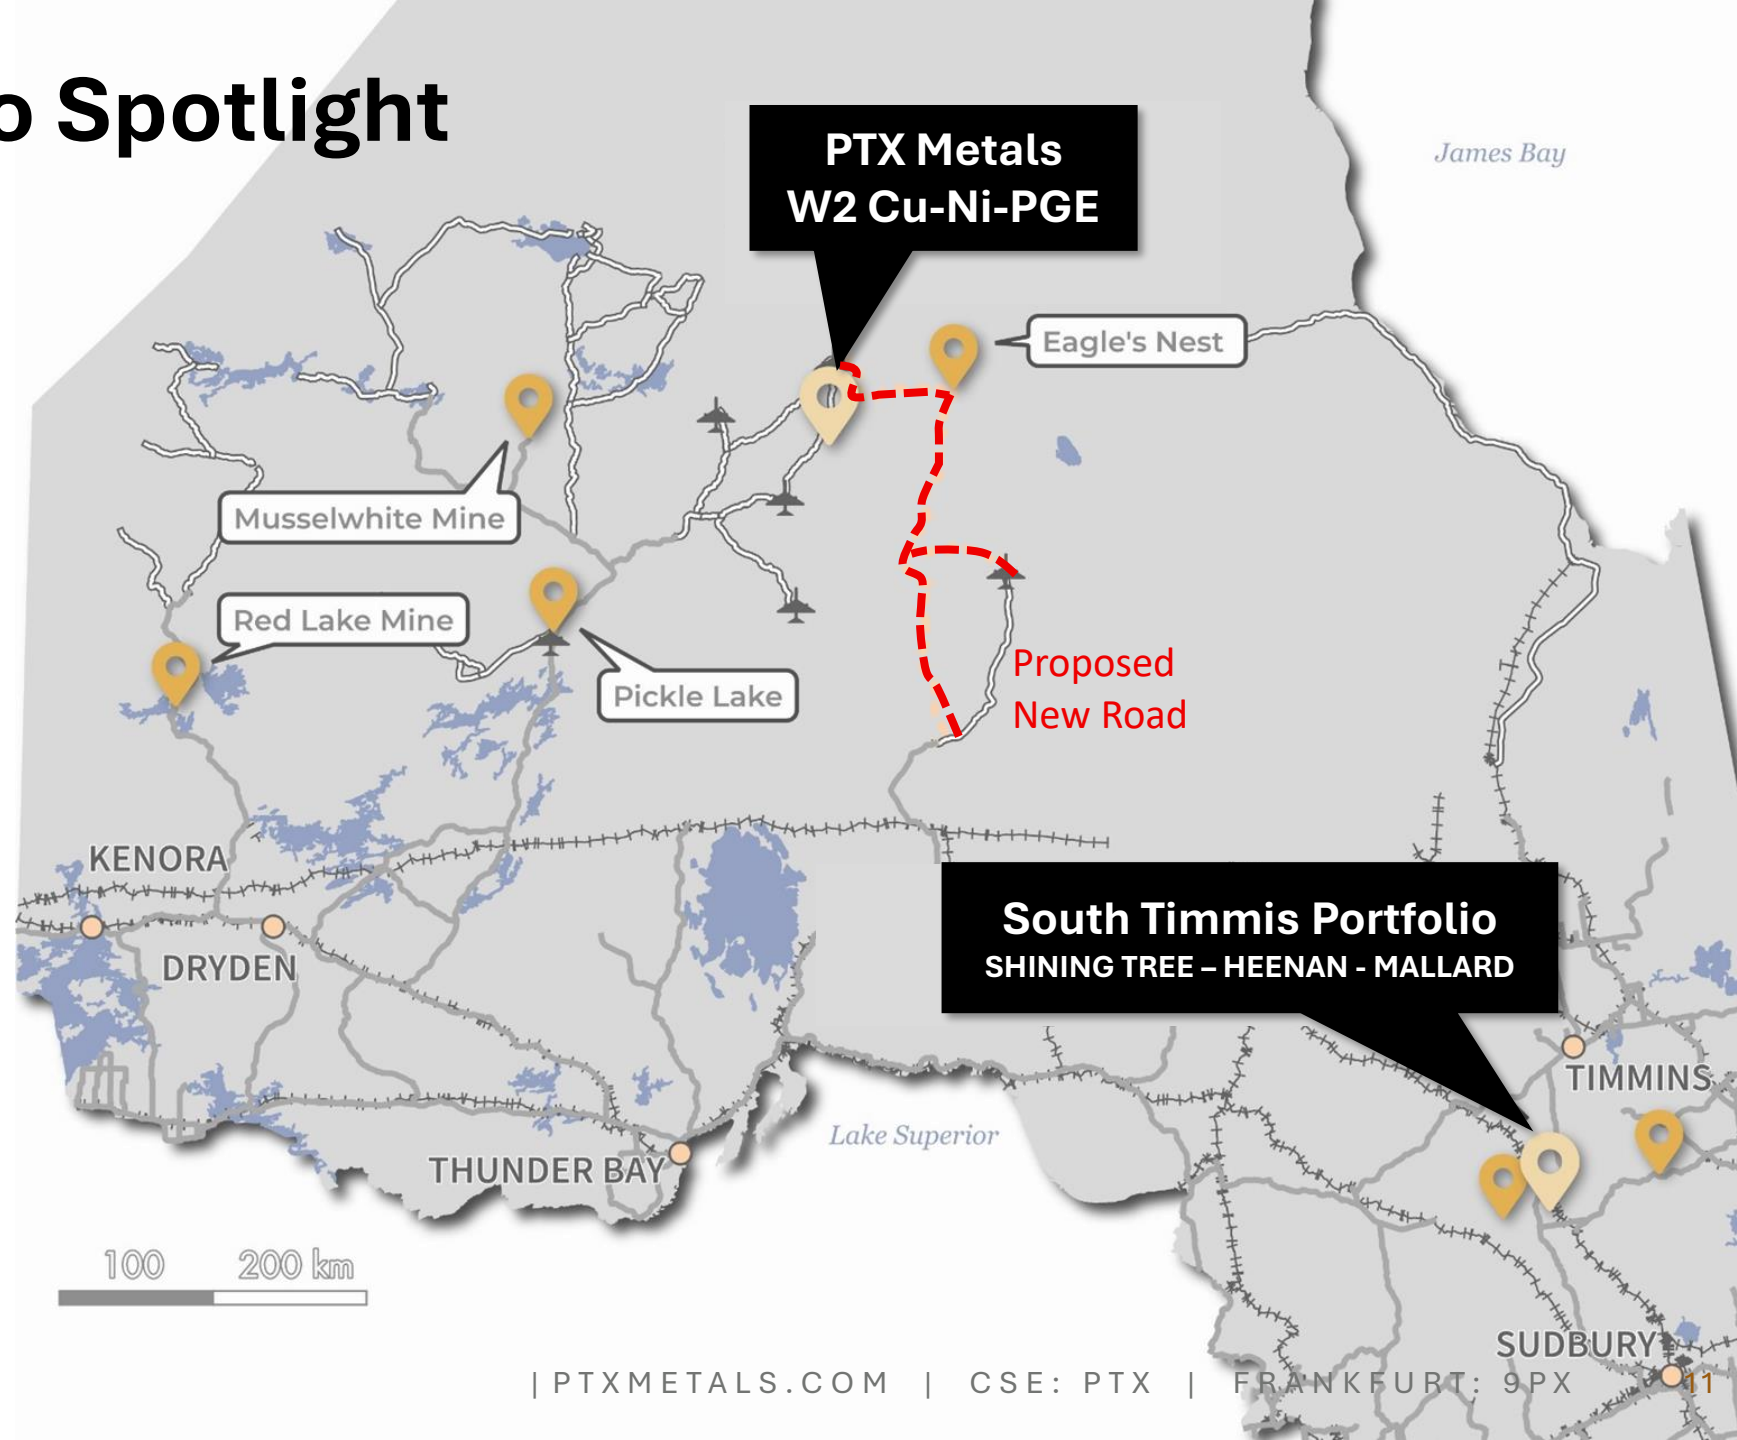 o Spotlight
PTX Metals
W2 Cu-Ni-PGE
James Bay
Eagle's Nest
Musselwhite Mine
Red Lake Mine
Pickle Lake
Proposed
New Road
KENORA
DRYDEN
South Timmis Portfolio
SHINING TREE – HEENAN - MALLARD
TIMMINS
Lake Superior
THUNDER BAY
100 200 km
SUDBURY
| PTXMETALS.COM | CSE: PTX | FRANKFURT: 9PX
11